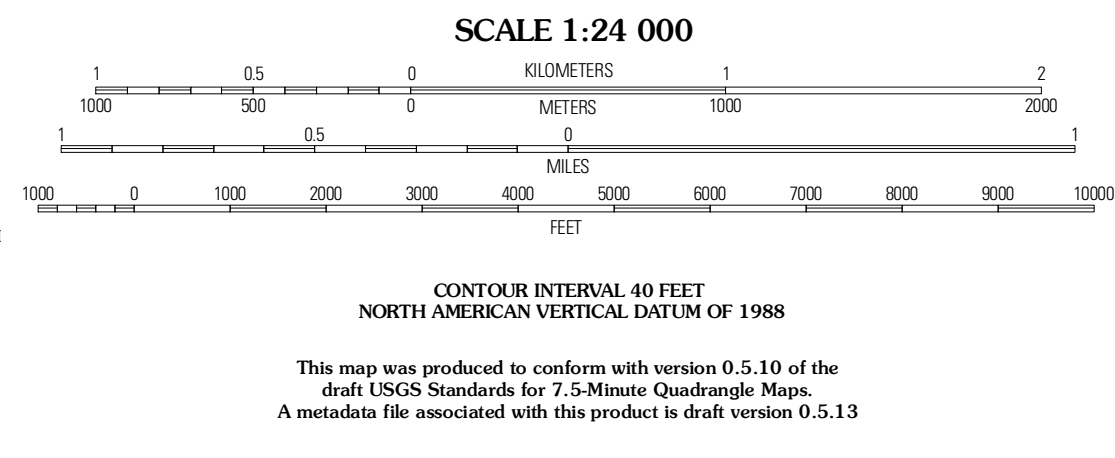 SCALE 1:24 000
1 0.5 0 KILOMETERS 1 2
1000 500 0 METERS 1000 2000
1 0.5 0 1
MILES
1000 0 1000 2000 3000 4000 5000 6000 7000 8000 9000 10000
FEET
CONTOUR INTERVAL 40 FEET
NORTH AMERICAN VERTICAL DATUM OF 1988
This map was produced to conform with version 0.5.10 of the
draft USGS Standards for 7.5-Minute Quadrangle Maps.
A metadata file associated with this product is draft version 0.5.13